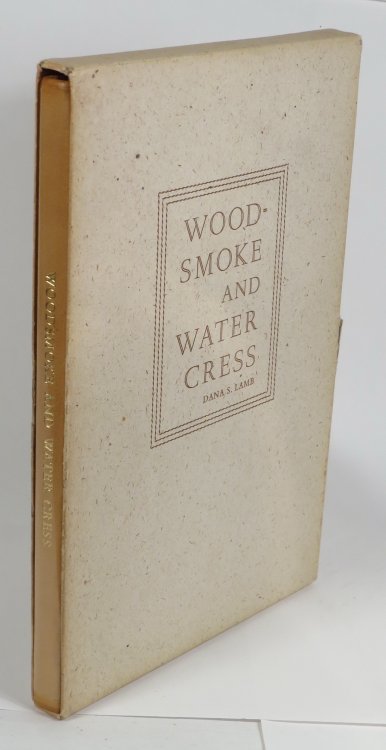 WOOD-
SMOKE
AND
WATER
CRESS
DANA S. LAMB
WOODSMOKE AND WATER CRESS